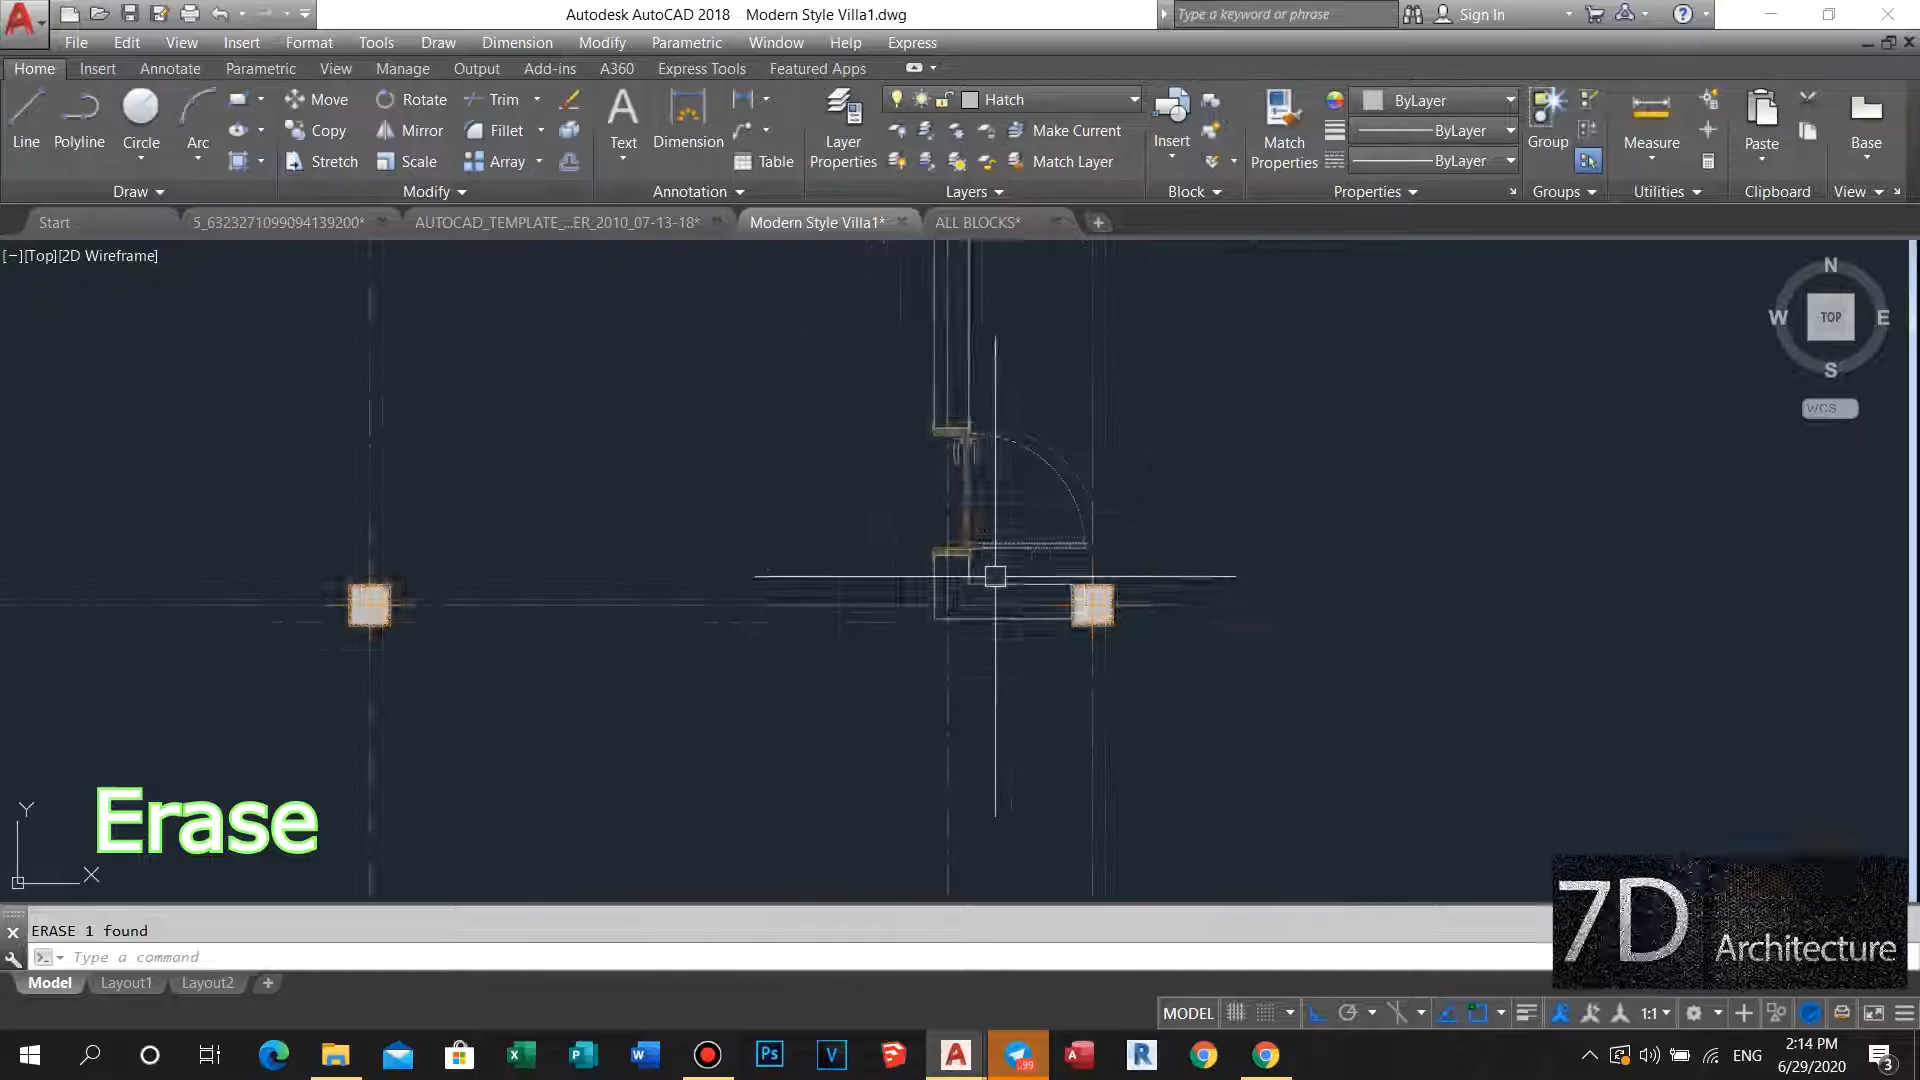 Autodesk AutoCAD 2018 Modern Style Villa1.dwg
Type a keyword or phrase
Sign In
File Edit View Insert Format Tools Draw Dimension Modify Parametric Window Help Express
Home Insert Annotate Parametric View Manage Output Add-ins A360 Express Tools Featured Apps
Line Polyline Circle Arc
Move Rotate Trim
Copy Mirror Fillet
Stretch Scale Array
Text Dimension Table
Layer Properties
Hatch
Make Current
Match Layer
Insert
Match Properties
ByLayer
ByLayer
ByLayer
Group
Measure
Paste
Base
Draw Modify Annotation Layers Block Properties Groups Utilities Clipboard View
Start 5_6323271099094139200* AUTOCAD_TEMPLATE_...ER_2010_07-13-18* Modern Style Villa1* ALL BLOCKS*
[−][Top][2D Wireframe]
N
W TOP E
S
WCS
Erase
Y
X
7D Architecture
ERASE 1 found
Type a command
Model Layout1 Layout2
MODEL 1:1
Ps V A R
99
ENG
2:14 PM
6/29/2020
3